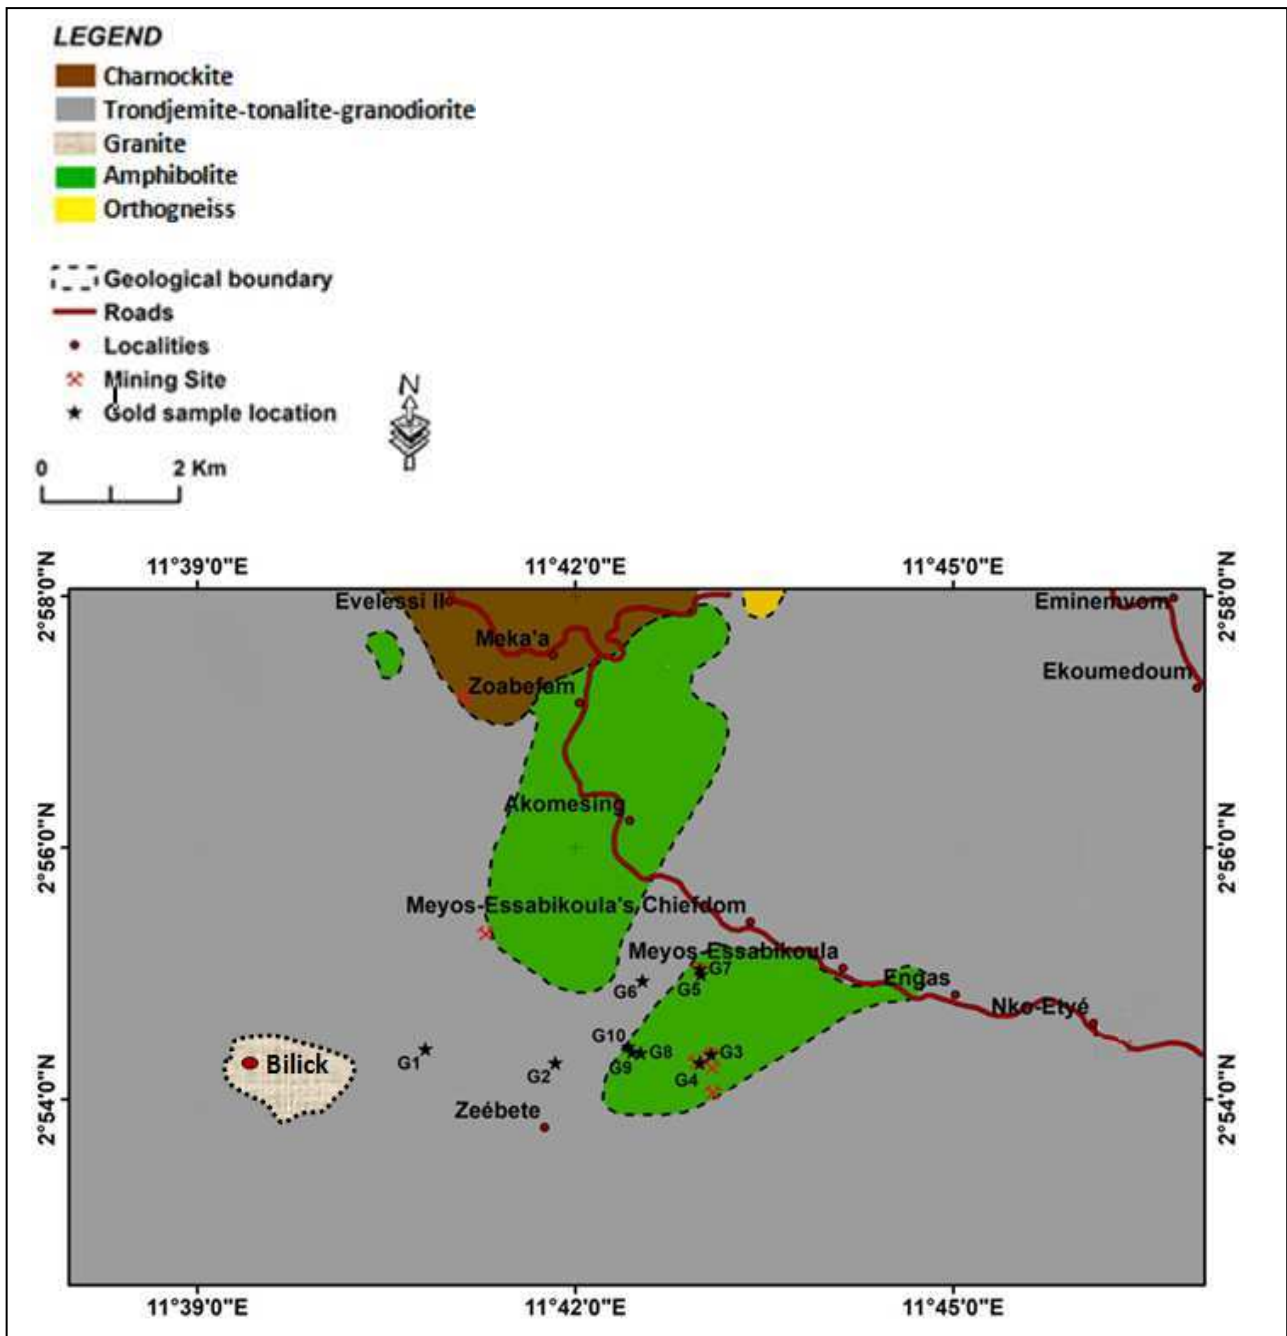 LEGEND
Charnockite
Trondjemite-tonalite-granodiorite
Granite
Amphibolite
Orthogneiss
Geological boundary
Roads
Localities
Mining Site
Gold sample location
N
0 2 Km
11°39'0"E 11°42'0"E 11°45'0"E
2°58'0"N 2°58'0"N
Evelessi II Eminemvom
Meka'a
Ekoumedoum
Zoabefam
Akomesing
2°56'0"N 2°56'0"N
Meyos-Essabikoula's Chiefdom
Meyos-Essabikoula
G7
Engas
G6 G5
Nko-Etyé
G10
G1 G8 G3
Bilick
G9
G2 G4
2°54'0"N 2°54'0"N
Zeébete
11°39'0"E 11°42'0"E 11°45'0"E